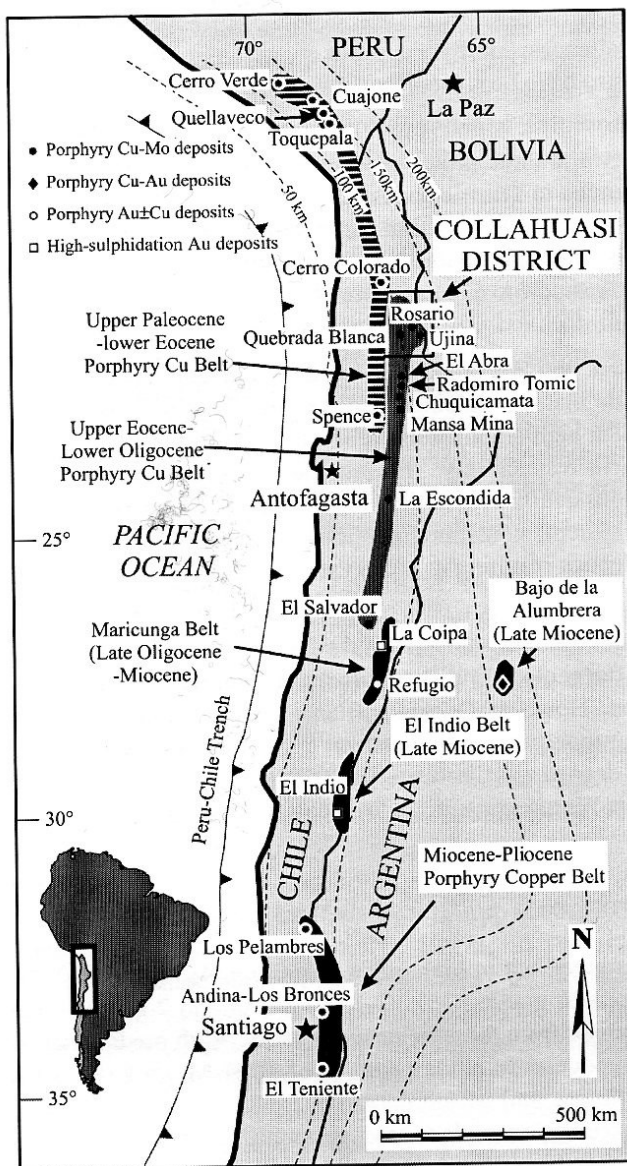 70°
65°
PERU
Cerro Verde
Cuajone
La Paz
Quellaveco
Toqucpala
BOLIVIA
• Porphyry Cu-Mo deposits
♦ Porphyry Cu-Au deposits
○ Porphyry Au±Cu deposits
□ High-sulphidation Au deposits
50 km
100 km
150km
200km
COLLAHUASI
DISTRICT
Cerro Colorado
Rosario
Upper Paleocene
-lower Eocene
Porphyry Cu Belt
Quebrada Blanca
Ujina
El Abra
Radomiro Tomic
Chuquicamata
Mansa Mina
Spence
Upper Eocene-
Lower Oligocene
Porphyry Cu Belt
Antofagasta
La Escondida
25°
PACIFIC
OCEAN
El Salvador
Bajo de la
Alumbrera
(Late Miocene)
Maricunga Belt
(Late Oligocene
-Miocene)
La Coipa
Refugio
Peru-Chile Trench
El Indio Belt
(Late Miocene)
El Indio
30°
CHILE
ARGENTINA
Miocene-Pliocene
Porphyry Copper Belt
Los Pelambres
N
Andina-Los Bronces
Santiago
El Teniente
35°
0 km
500 km